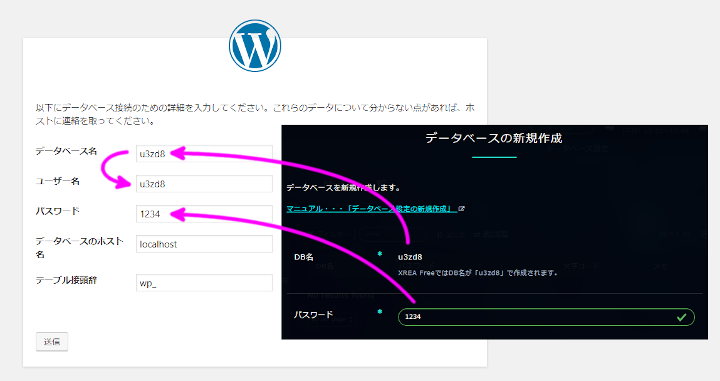 以下にデータベース接続のための詳細を入力してください。これらのデータについて分からない点があれば、ホ
ストに連絡を取ってください。
データベース名
u3zd8
ユーザー名
u3zd8
パスワード
1234
データベースのホスト
名
localhost
テーブル接頭辞
wp_
送信
データベースの新規作成
データベースを新規作成します。
マニュアル・・・「データベース設定の新規作成」
DB名
*
u3zd8
XREA FreeではDB名が「u3zd8」で作成されます。
パスワード
*
1234